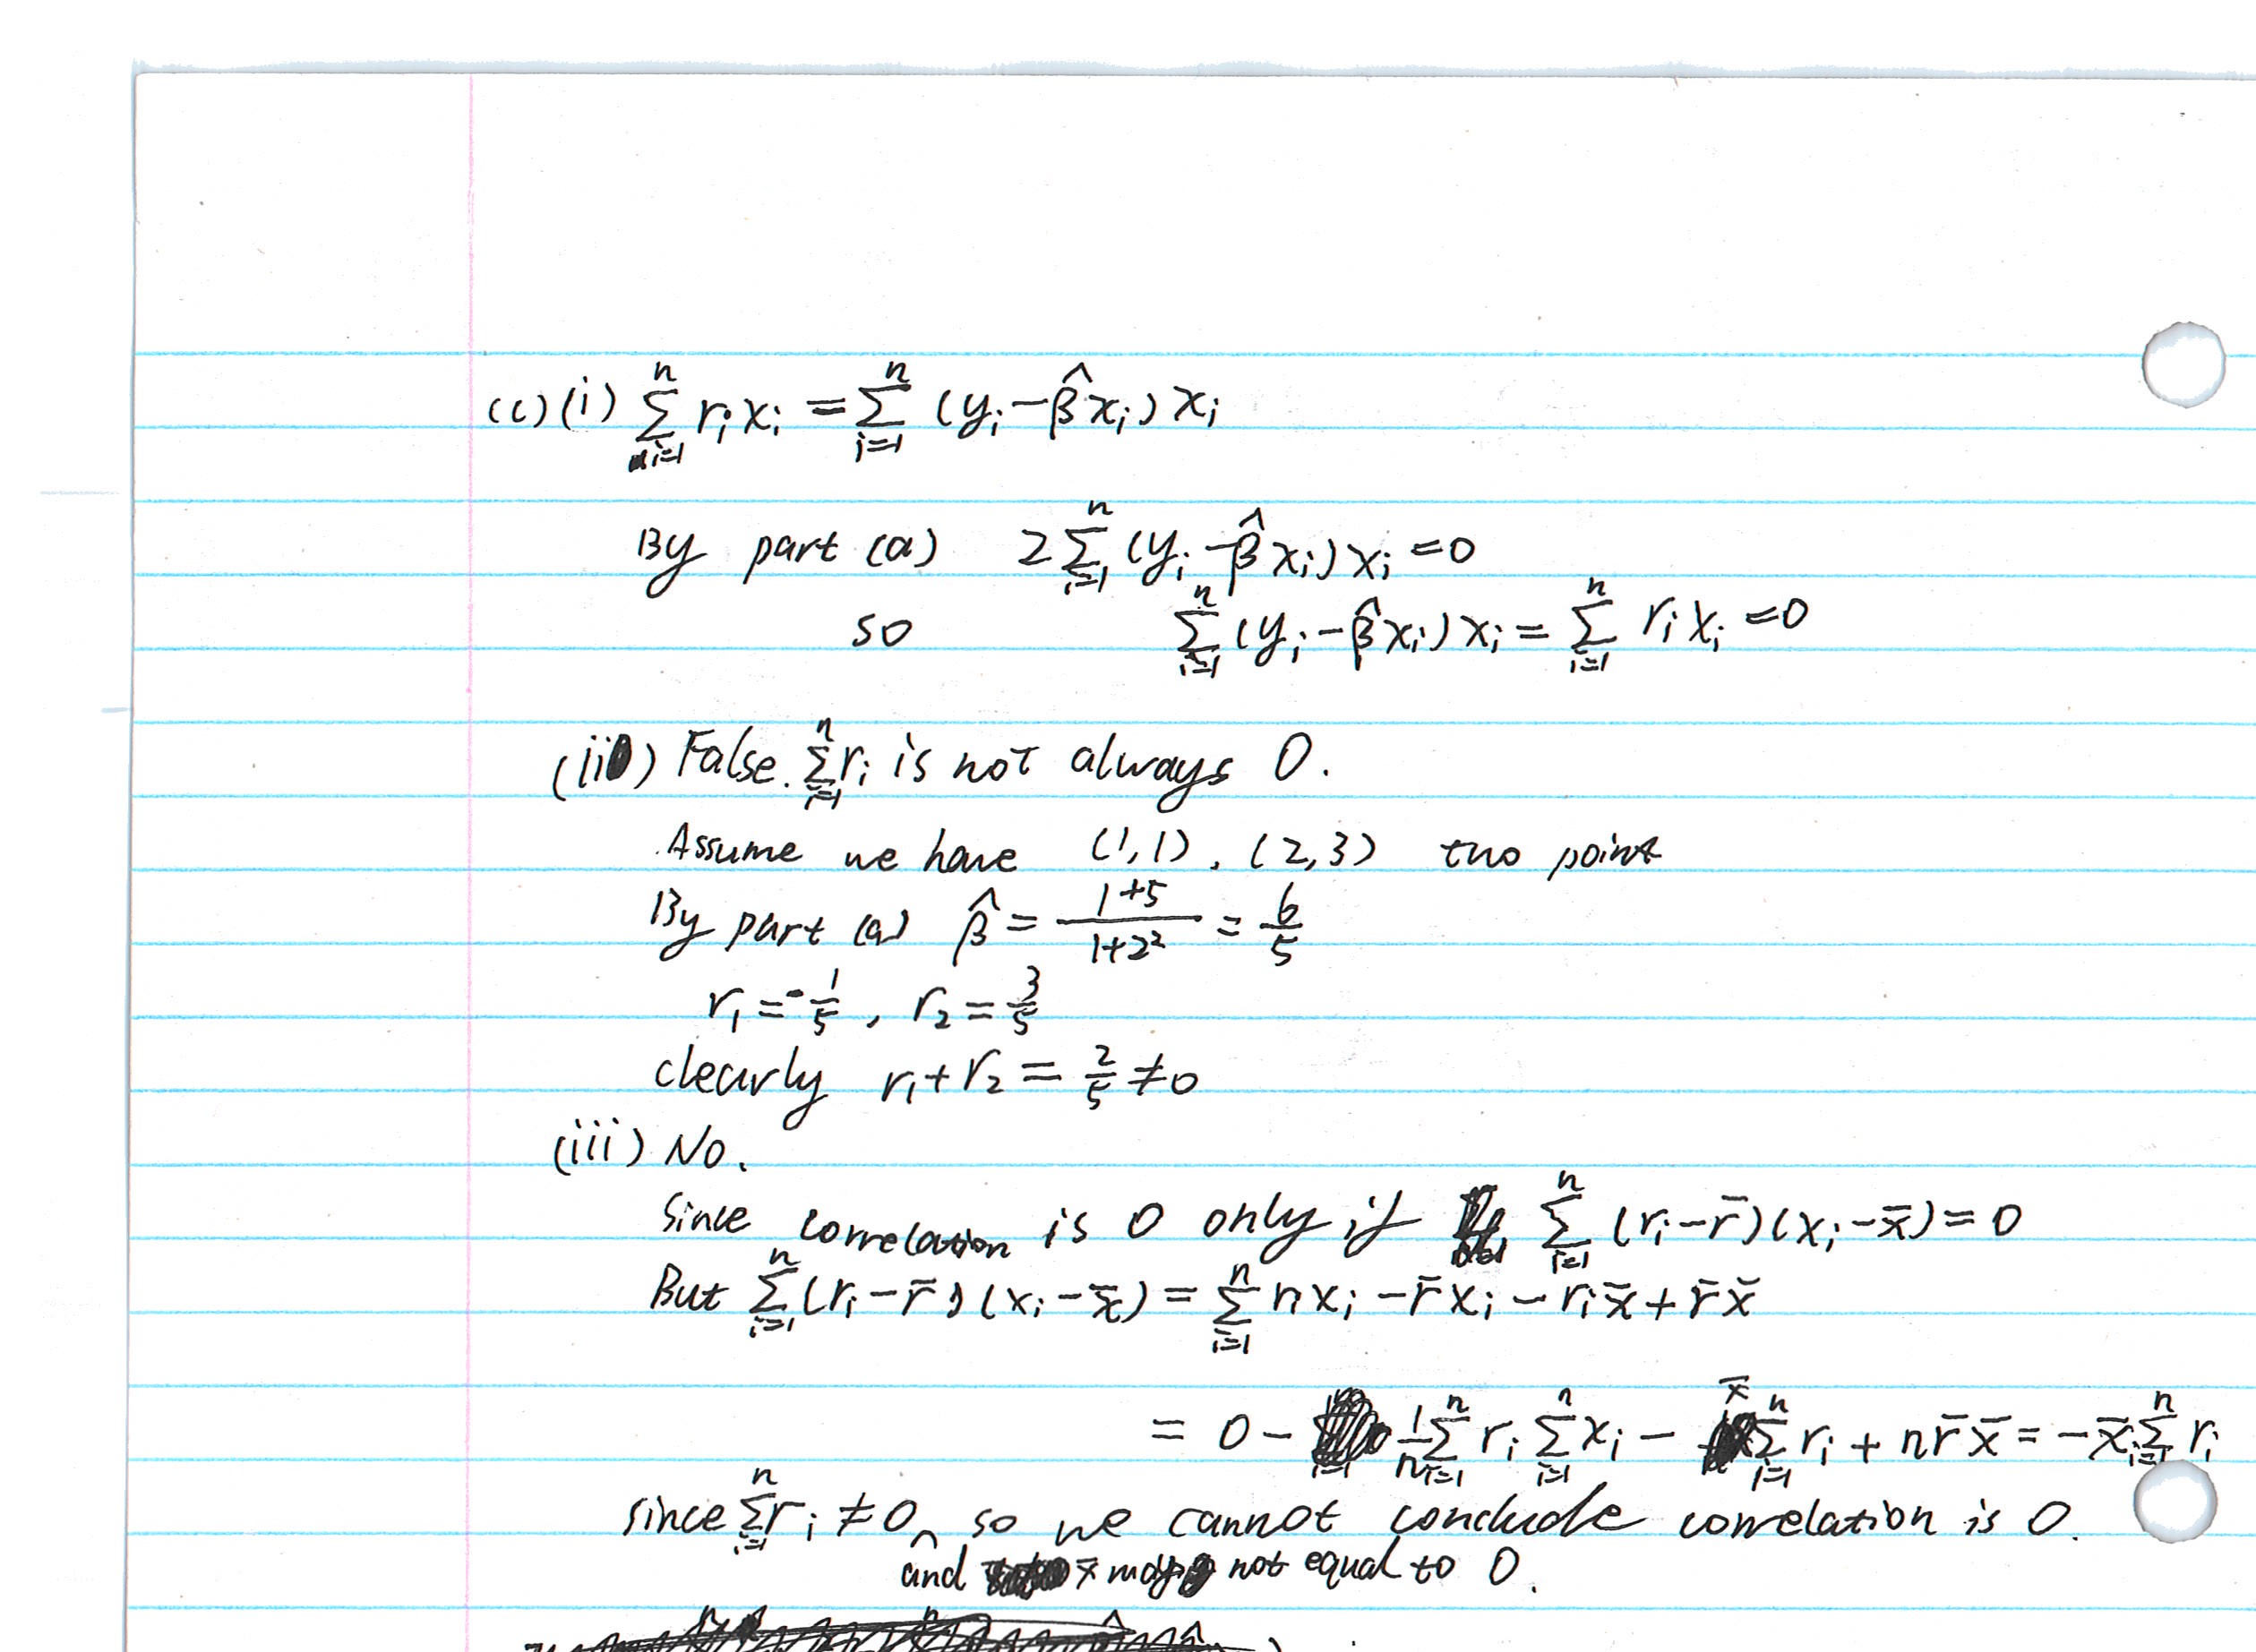 (c) (i) $\sum_{i=1}^{n} r_i x_i = \sum_{i=1}^{n} (y_i - \hat{\beta} x_i) x_i$
By part (a) $2 \sum_{i=1}^{n} (y_i - \hat{\beta} x_i) x_i = 0$
so $\sum_{i=1}^{n} (y_i - \hat{\beta} x_i) x_i = \sum_{i=1}^{n} r_i x_i = 0$
(ii) False. $\sum_{i=1}^{n} r_i$ is not always 0.
Assume we have (1,1), (2,3) two point
By part (a) $\hat{\beta} = \frac{1+5}{1+2^2} = \frac{6}{5}$
$r_1 = -\frac{1}{5}, r_2 = \frac{3}{5}$
clearly $r_1 + r_2 = \frac{2}{5} \neq 0$
(iii) No.
Since correlation is 0 only if $\sum_{i=1}^{n} (r_i - \bar{r})(x_i - \bar{x}) = 0$
But $\sum_{i=1}^{n} (r_i - \bar{r})(x_i - \bar{x}) = \sum_{i=1}^{n} r_i x_i - \bar{r} x_i - r_i \bar{x} + \bar{r} \bar{x}$
$= 0 - \frac{1}{n} \sum_{i=1}^{n} r_i \sum_{i=1}^{n} x_i - \bar{x} \sum_{i=1}^{n} r_i + n \bar{r} \bar{x} = -\bar{x} \sum_{i=1}^{n} r_i$
since $\sum_{i=1}^{n} r_i \neq 0$ so we cannot conclude correlation is 0.
and $\bar{x}$ may not equal to 0.